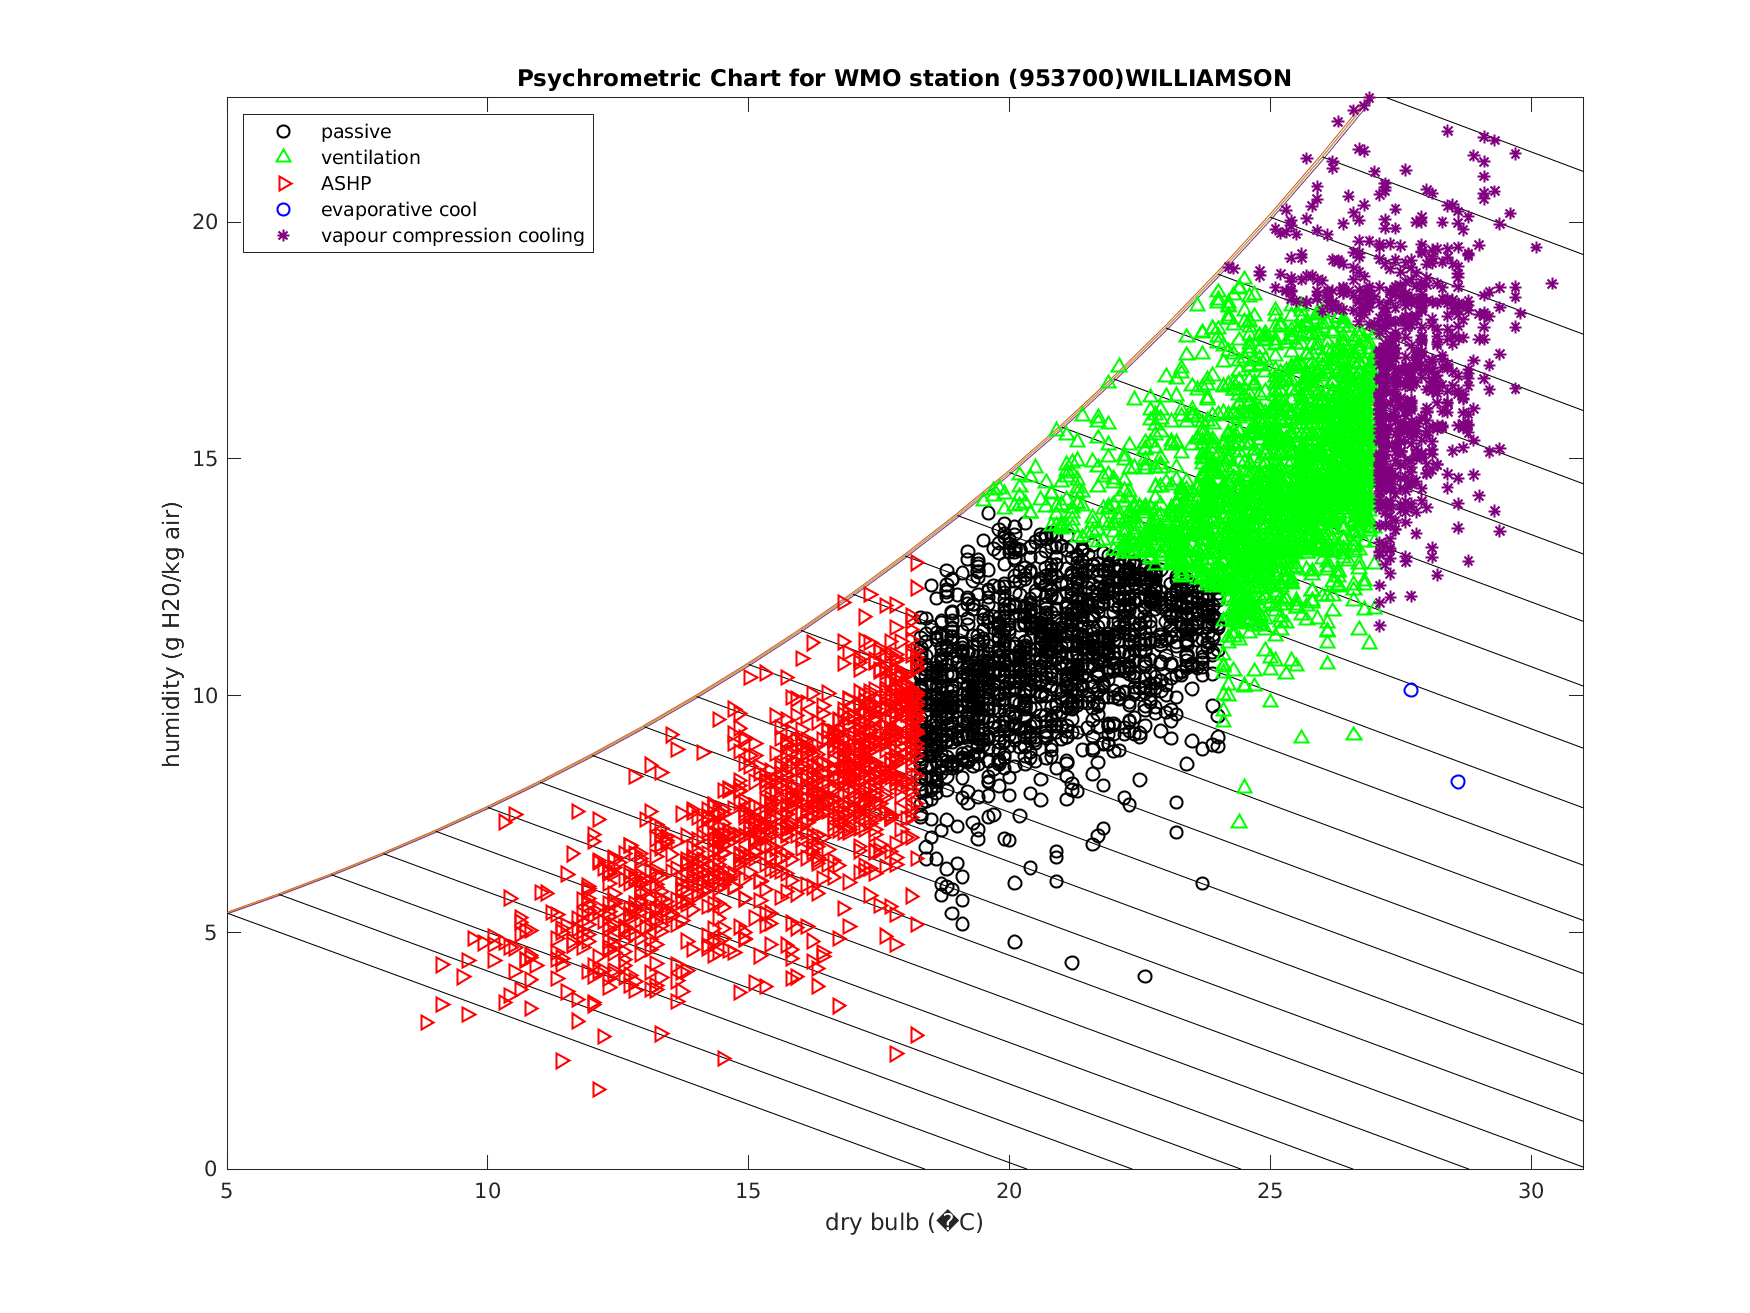 Psychrometric Chart for WMO station (953700)WILLIAMSON
passive
ventilation
ASHP
evaporative cool
vapour compression cooling
humidity (g H20/kg air)
20
15
10
5
0
5
10
15
20
25
30
dry bulb (�C)